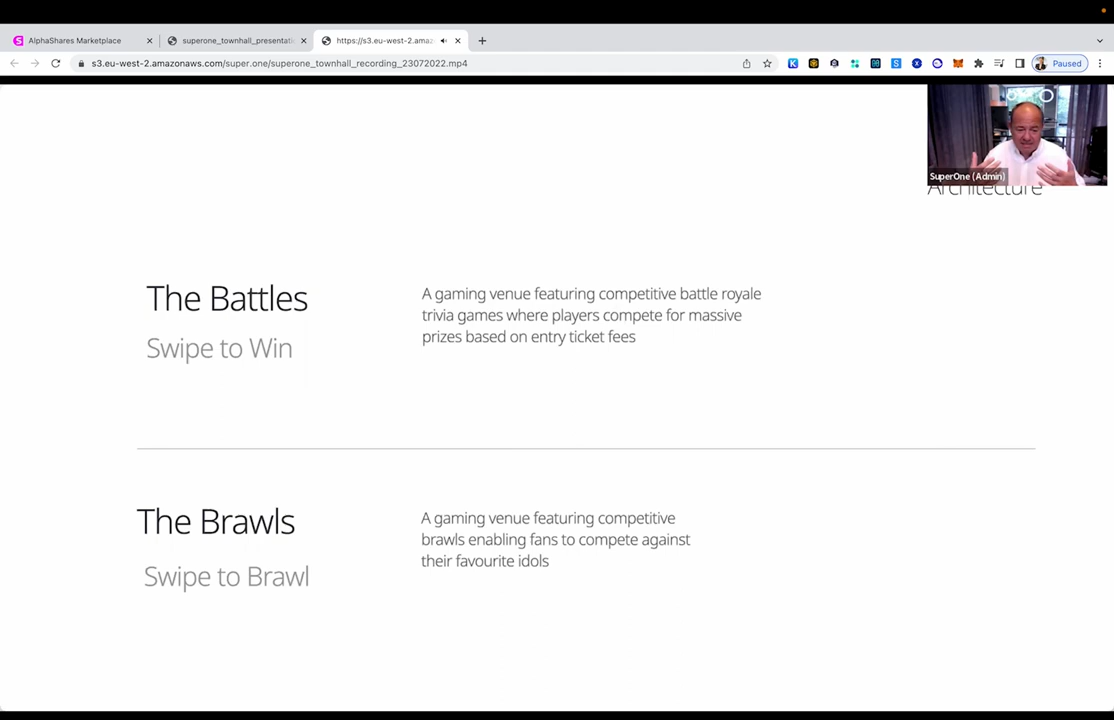 AlphaShares Marketplace
superone_townhall_presentati
https://s3.eu-west-2.amaz
s3.eu-west-2.amazonaws.com/super.one/superone_townhall_recording_23072022.mp4
Paused
SuperOne (Admin)
Architecture
The Battles
Swipe to Win
A gaming venue featuring competitive battle royale
trivia games where players compete for massive
prizes based on entry ticket fees
The Brawls
Swipe to Brawl
A gaming venue featuring competitive
brawls enabling fans to compete against
their favourite idols